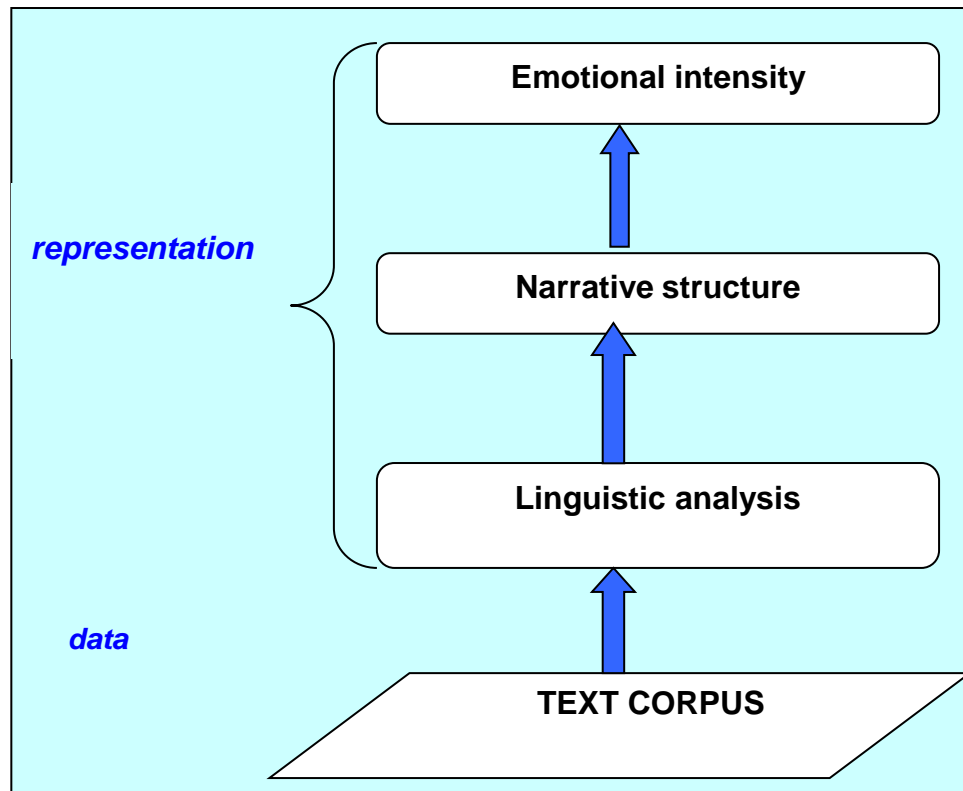 Emotional intensity
representation
Narrative structure
Linguistic analysis
data
TEXT CORPUS